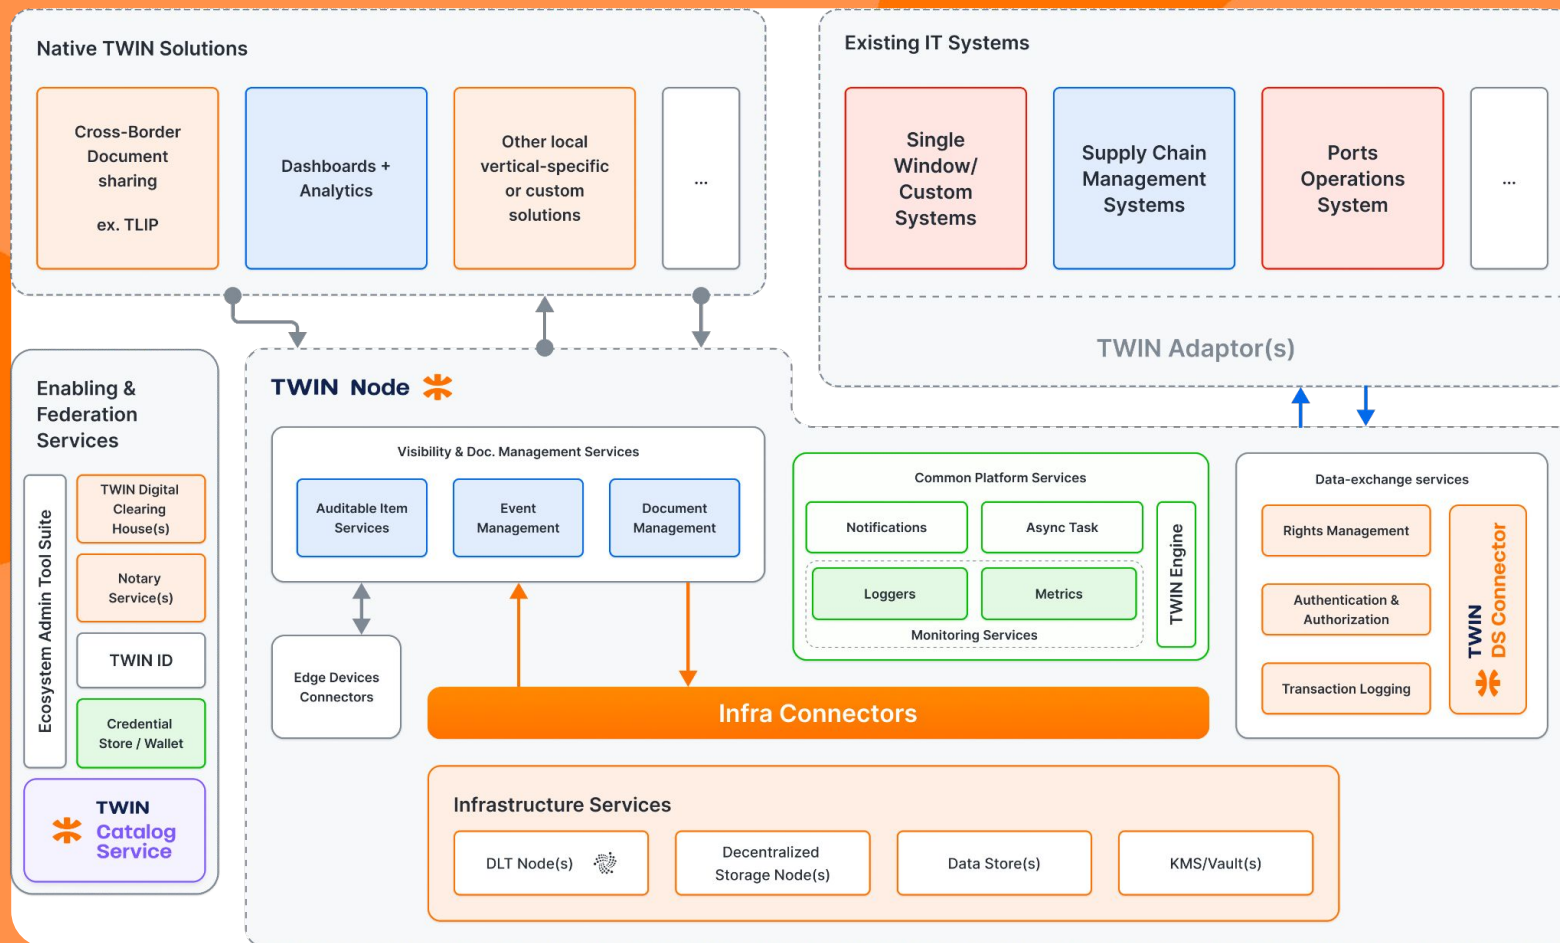 Native TWIN Solutions
Cross-Border
Document
sharing
ex. TLIP
Dashboards +
Analytics
Other local
vertical-specific
or custom
solutions
...
Existing IT Systems
Single
Window/
Custom
Systems
Supply Chain
Management
Systems
Ports
Operations
System
...
TWIN Adaptor(s)
Enabling &
Federation
Services
Ecosystem Admin Tool Suite
TWIN Digital
Clearing
House(s)
Notary
Service(s)
TWIN ID
Credential
Store / Wallet
TWIN
Catalog
Service
TWIN Node
Visibility & Doc. Management Services
Auditable Item
Services
Event
Management
Document
Management
Edge Devices
Connectors
Common Platform Services
Notifications
Async Task
Loggers
Metrics
Monitoring Services
TWIN Engine
Data-exchange services
Rights Management
Authentication &
Authorization
Transaction Logging
TWIN
DS Connector
Infra Connectors
Infrastructure Services
DLT Node(s)
Decentralized
Storage Node(s)
Data Store(s)
KMS/Vault(s)